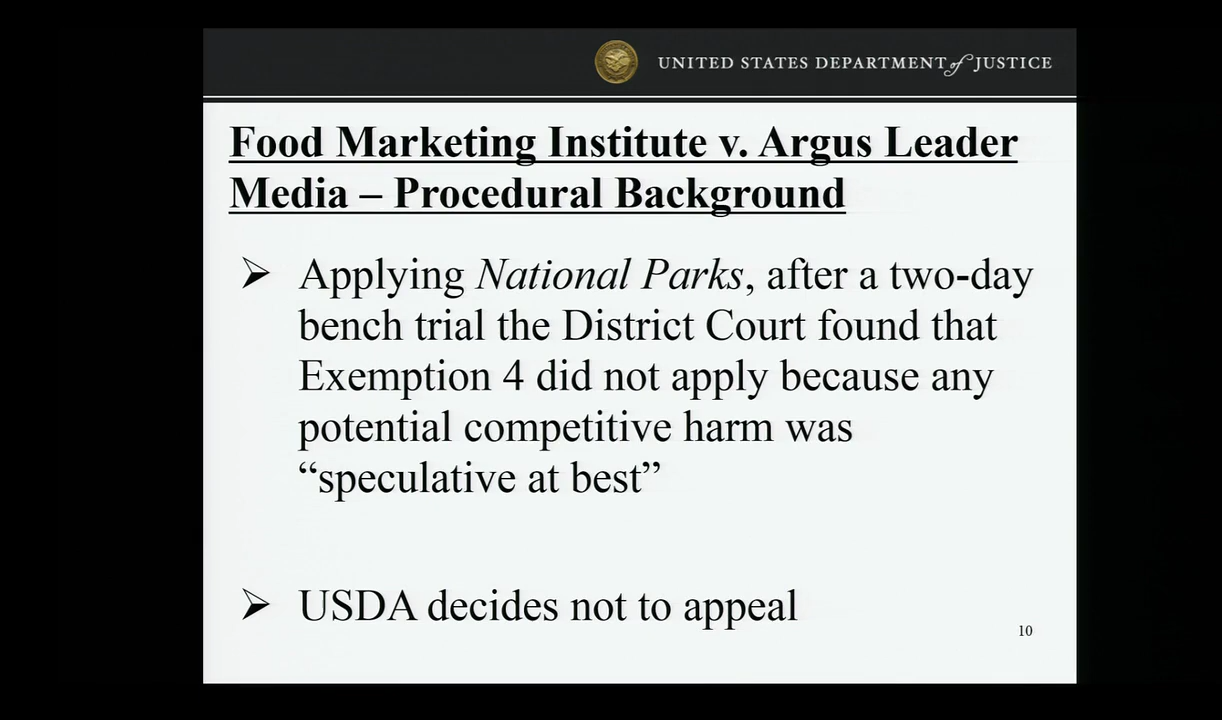 UNITED STATES DEPARTMENT of JUSTICE
Food Marketing Institute v. Argus Leader
Media – Procedural Background
➢ Applying National Parks, after a two-day
bench trial the District Court found that
Exemption 4 did not apply because any
potential competitive harm was
“speculative at best”
➢ USDA decides not to appeal
10